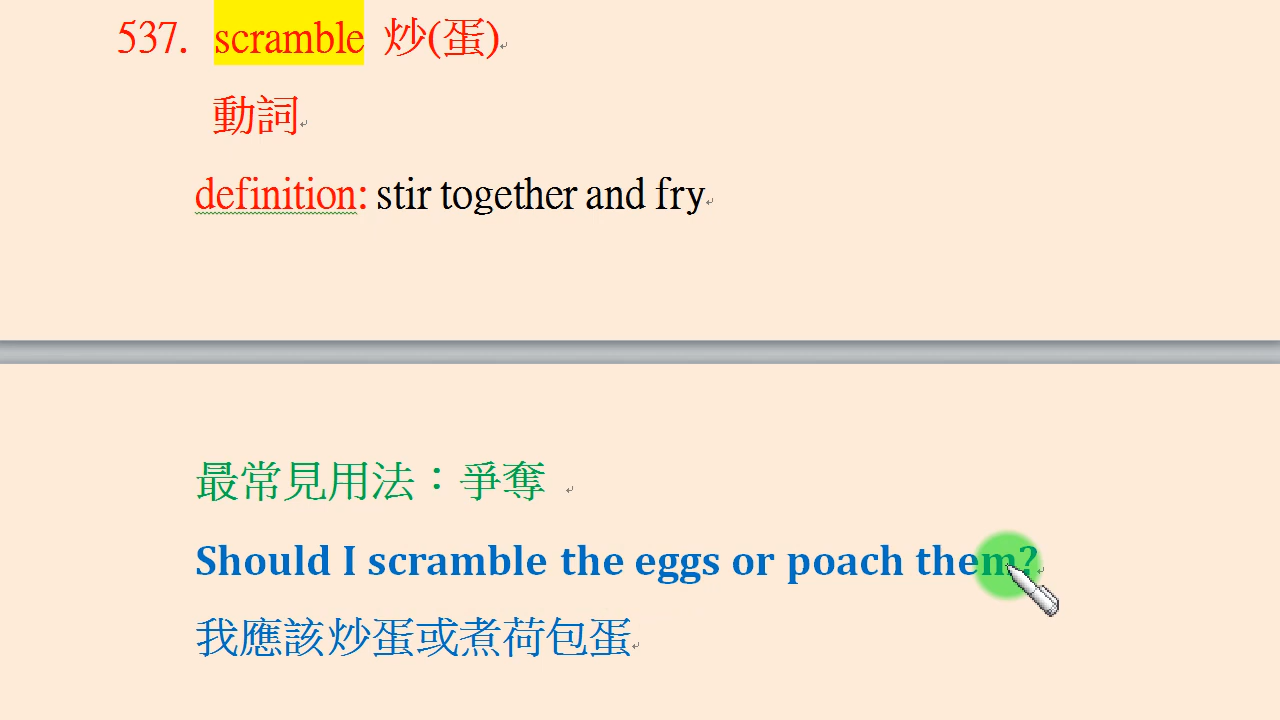 537. scramble 炒(蛋)
動詞
definition: stir together and fry
最常見用法：爭奪
Should I scramble the eggs or poach them?
我應該炒蛋或煮荷包蛋